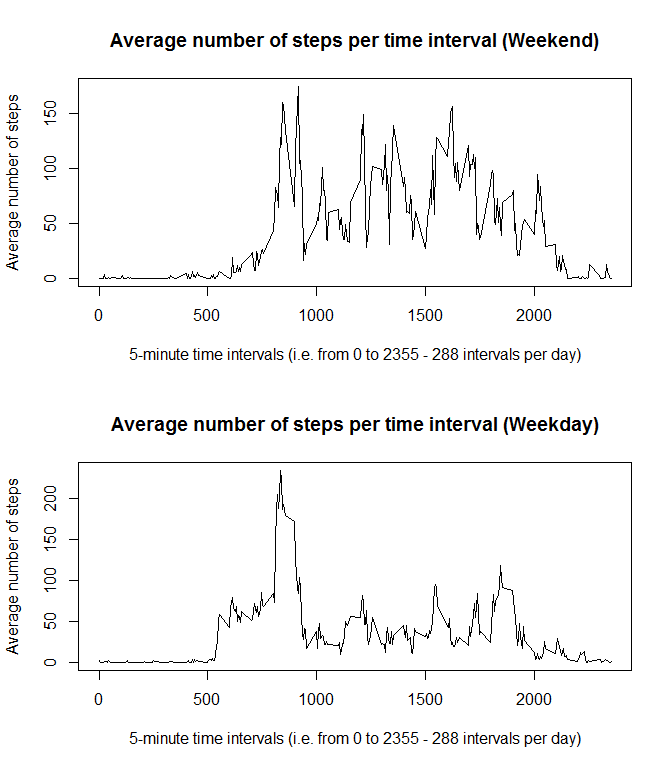 Average number of steps per time interval (Weekend)
Average number of steps
150
100
50
0
0 500 1000 1500 2000
5-minute time intervals (i.e. from 0 to 2355 - 288 intervals per day)
Average number of steps per time interval (Weekday)
Average number of steps
200
150
100
50
0
0 500 1000 1500 2000
5-minute time intervals (i.e. from 0 to 2355 - 288 intervals per day)